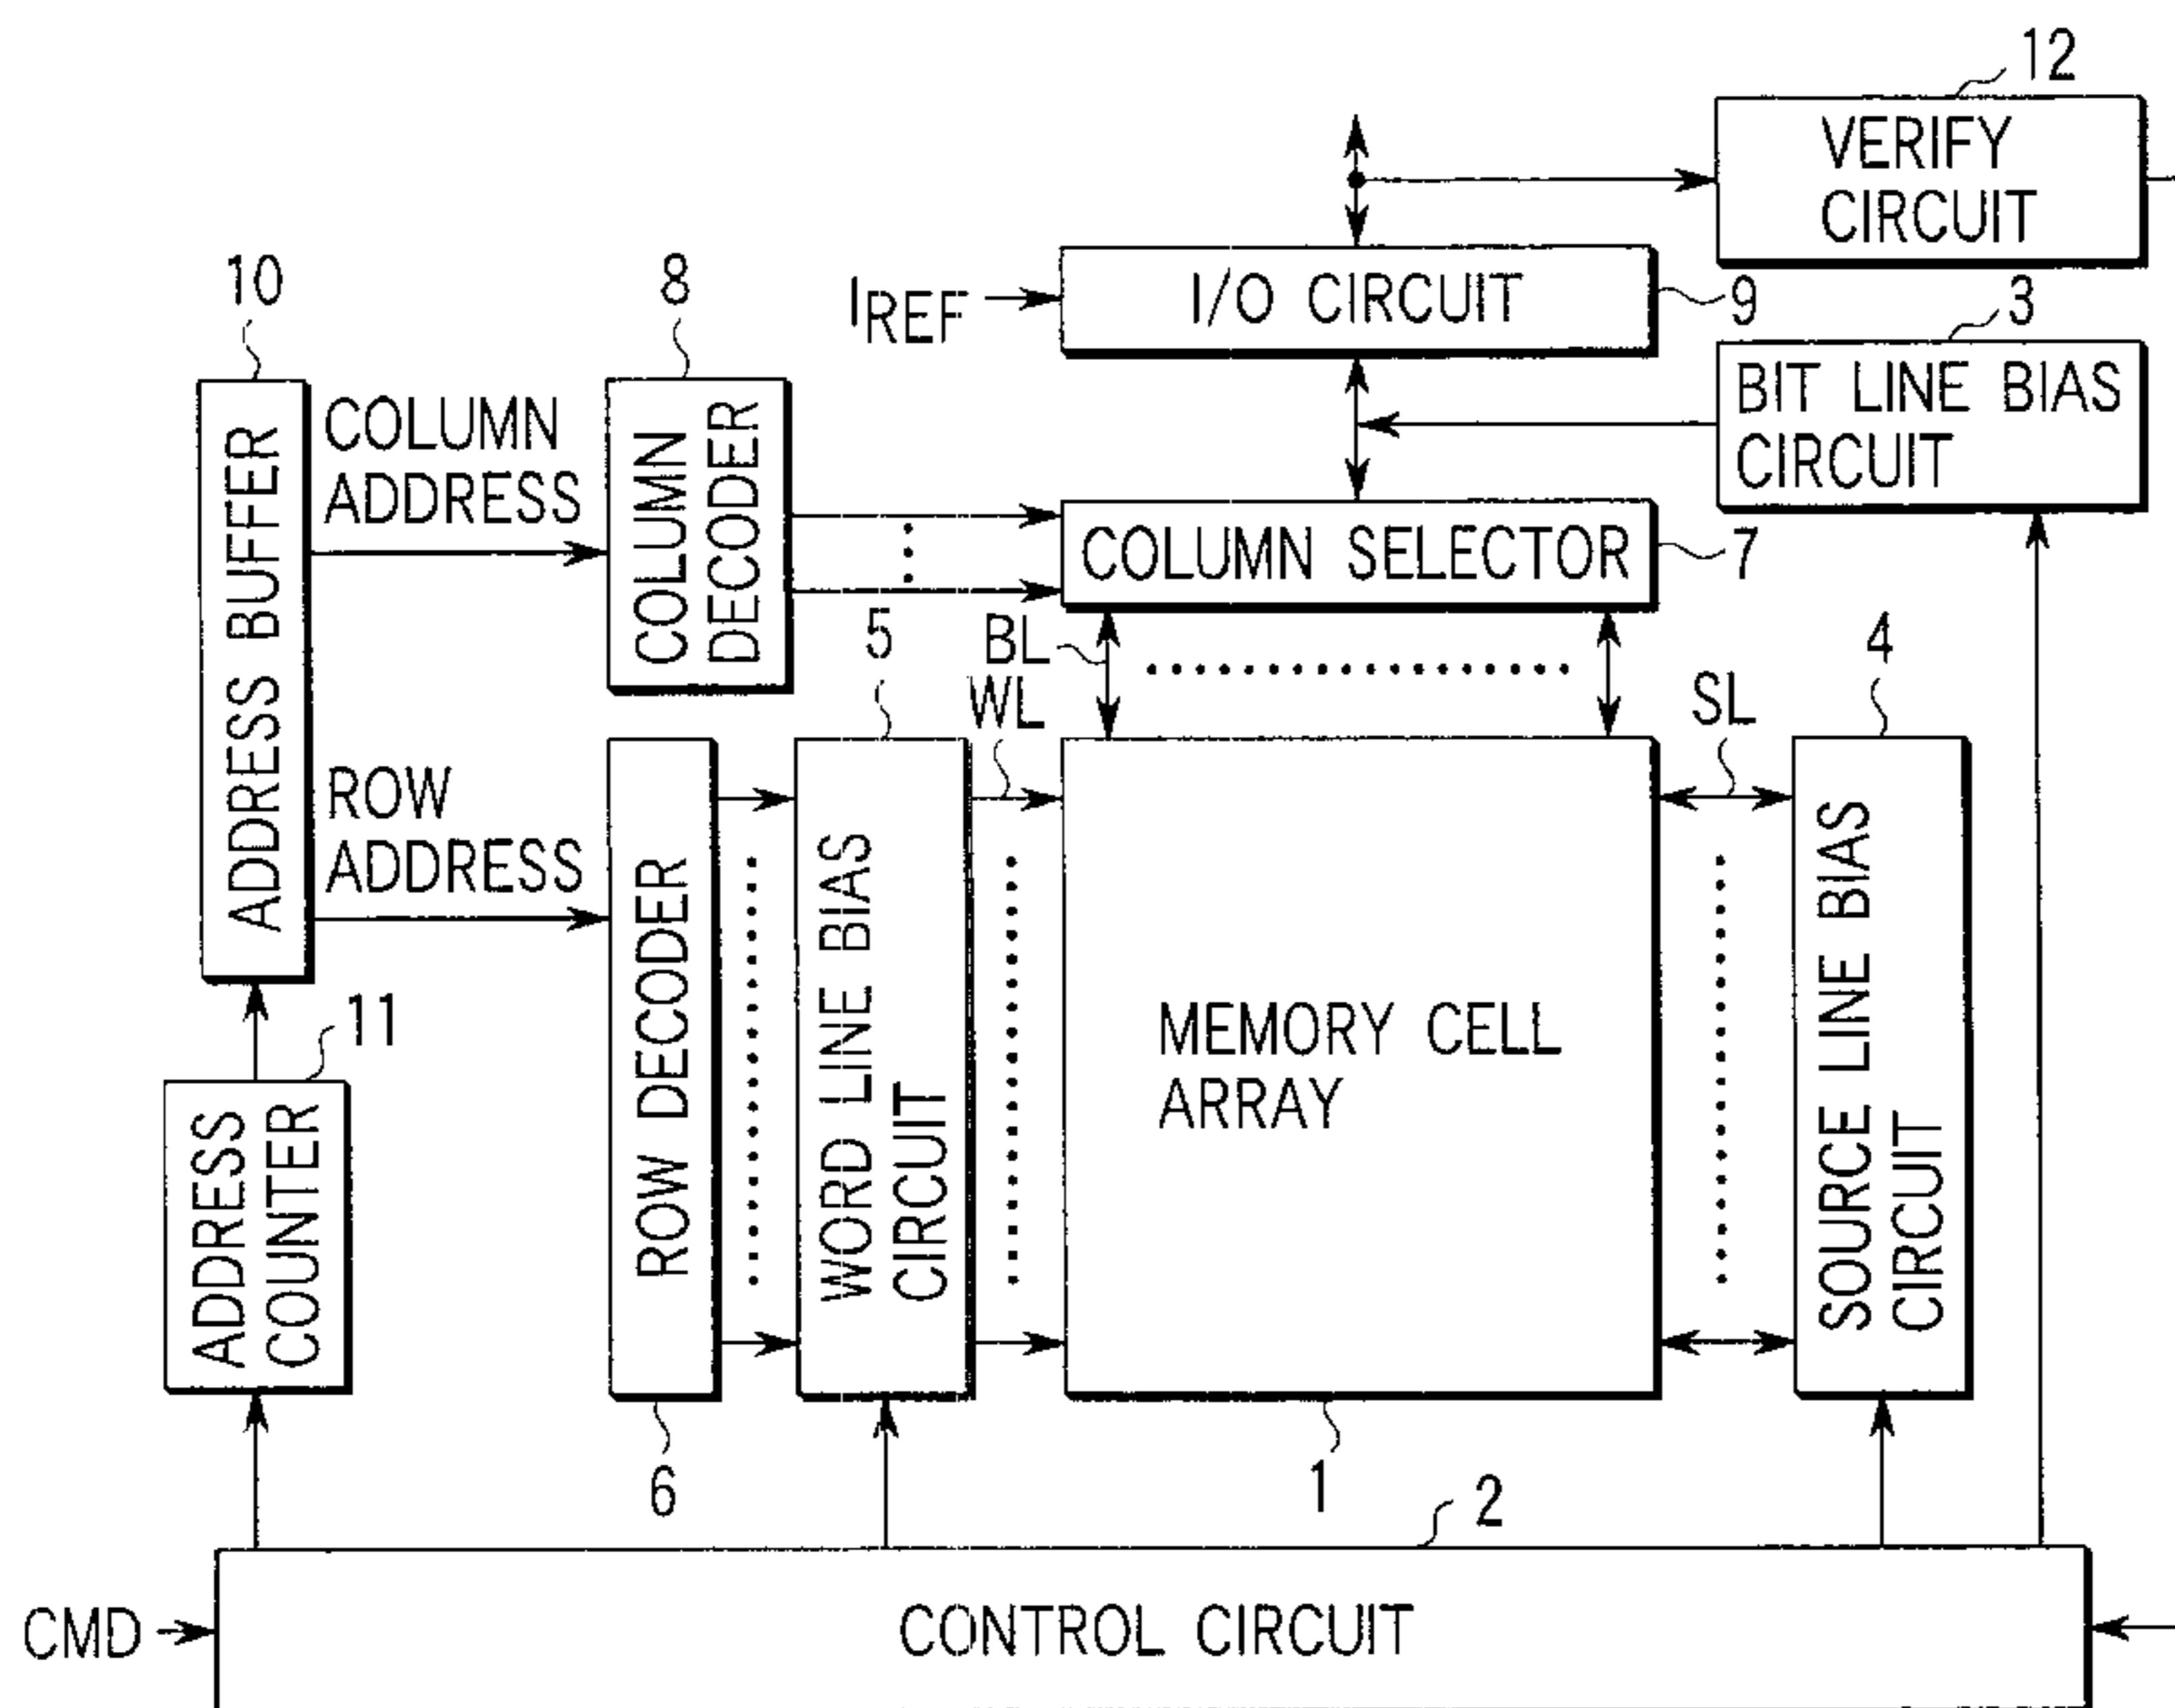 12
VERIFY
CIRCUIT
10
8
I/O CIRCUIT
IREF
9
3
BIT LINE BIAS
CIRCUIT
COLUMN
ADDRESS
ADDRESS BUFFER
COLUMN
DECODER
COLUMN SELECTOR
7
5
BL
WL
SL
4
ROW
ADDRESS
ROW DECODER
WORD LINE BIAS
CIRCUIT
MEMORY CELL
ARRAY
SOURCE LINE BIAS
CIRCUIT
11
ADDRESS
COUNTER
6
1
2
CMD
CONTROL CIRCUIT